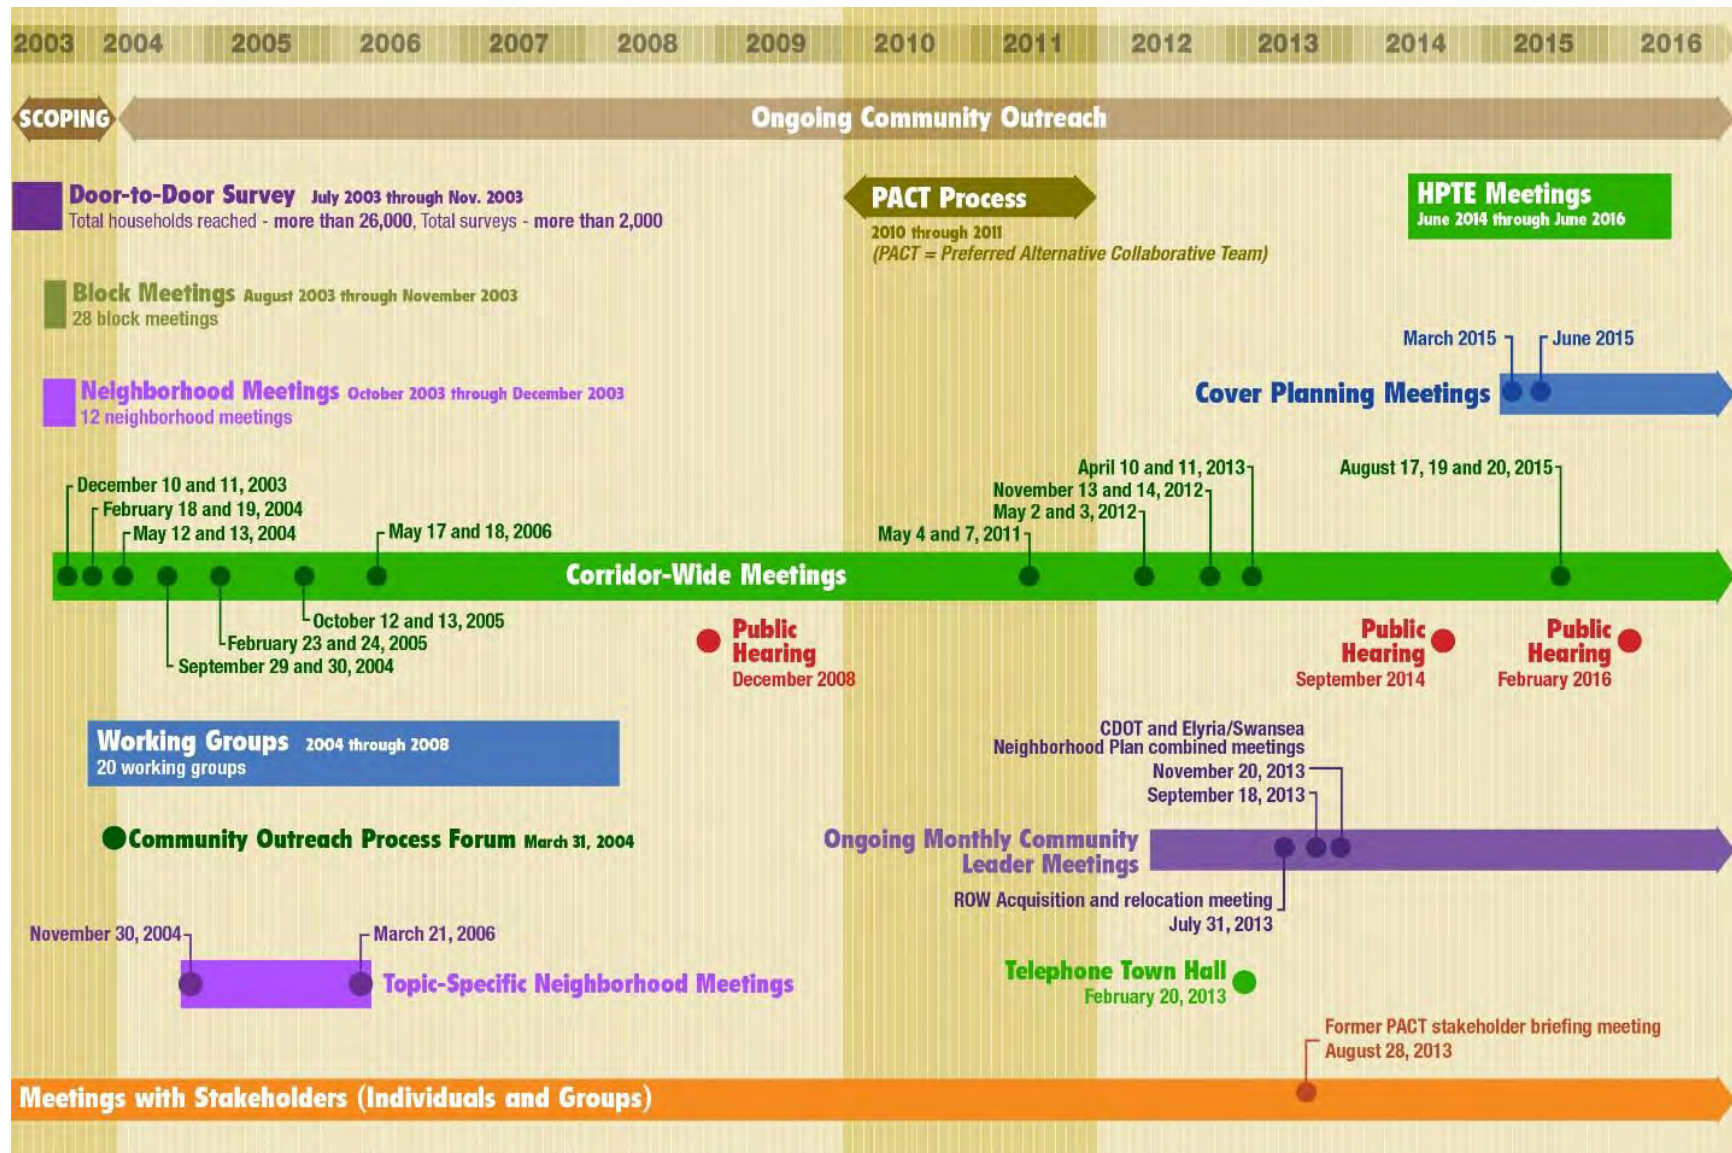 2003 2004 2005 2006 2007 2008 2009 2010 2011 2012 2013 2014 2015 2016
SCOPING
Ongoing Community Outreach
Door-to-Door Survey July 2003 through Nov. 2003
Total households reached - more than 26,000, Total surveys - more than 2,000
PACT Process
2010 through 2011
(PACT = Preferred Alternative Collaborative Team)
HPTE Meetings
June 2014 through June 2016
Block Meetings August 2003 through November 2003
28 block meetings
March 2015
June 2015
Neighborhood Meetings October 2003 through December 2003
12 neighborhood meetings
Cover Planning Meetings
December 10 and 11, 2003
February 18 and 19, 2004
May 12 and 13, 2004
May 17 and 18, 2006
April 10 and 11, 2013
November 13 and 14, 2012
May 2 and 3, 2012
May 4 and 7, 2011
August 17, 19 and 20, 2015
Corridor-Wide Meetings
October 12 and 13, 2005
February 23 and 24, 2005
September 29 and 30, 2004
Public
Hearing
December 2008
Public
Hearing
September 2014
Public
Hearing
February 2016
Working Groups 2004 through 2008
20 working groups
CDOT and Elyria/Swansea
Neighborhood Plan combined meetings
November 20, 2013
September 18, 2013
Community Outreach Process Forum March 31, 2004
Ongoing Monthly Community
Leader Meetings
ROW Acquisition and relocation meeting
July 31, 2013
November 30, 2004
March 21, 2006
Topic-Specific Neighborhood Meetings
Telephone Town Hall
February 20, 2013
Former PACT stakeholder briefing meeting
August 28, 2013
Meetings with Stakeholders (Individuals and Groups)